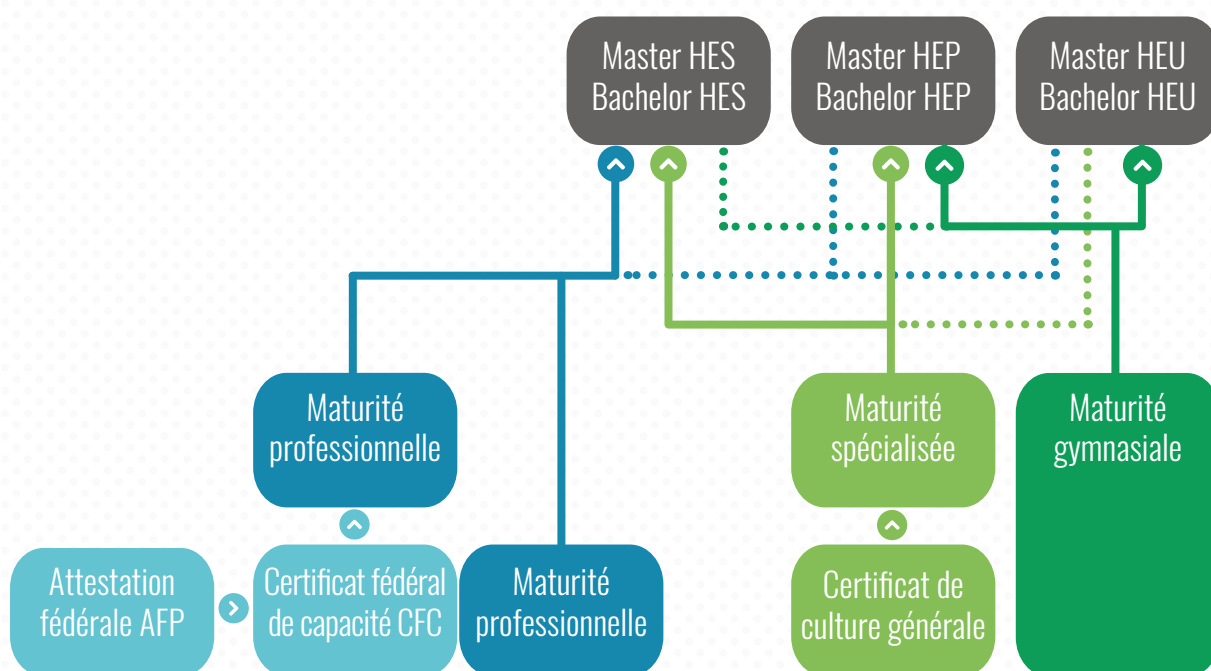 Master HES
Bachelor HES
Master HEP
Bachelor HEP
Master HEU
Bachelor HEU
Maturité
professionnelle
Maturité
spécialisée
Maturité
gymnasiale
Attestation
fédérale AFP
Certificat fédéral
de capacité CFC
Maturité
professionnelle
Certificat de
culture générale